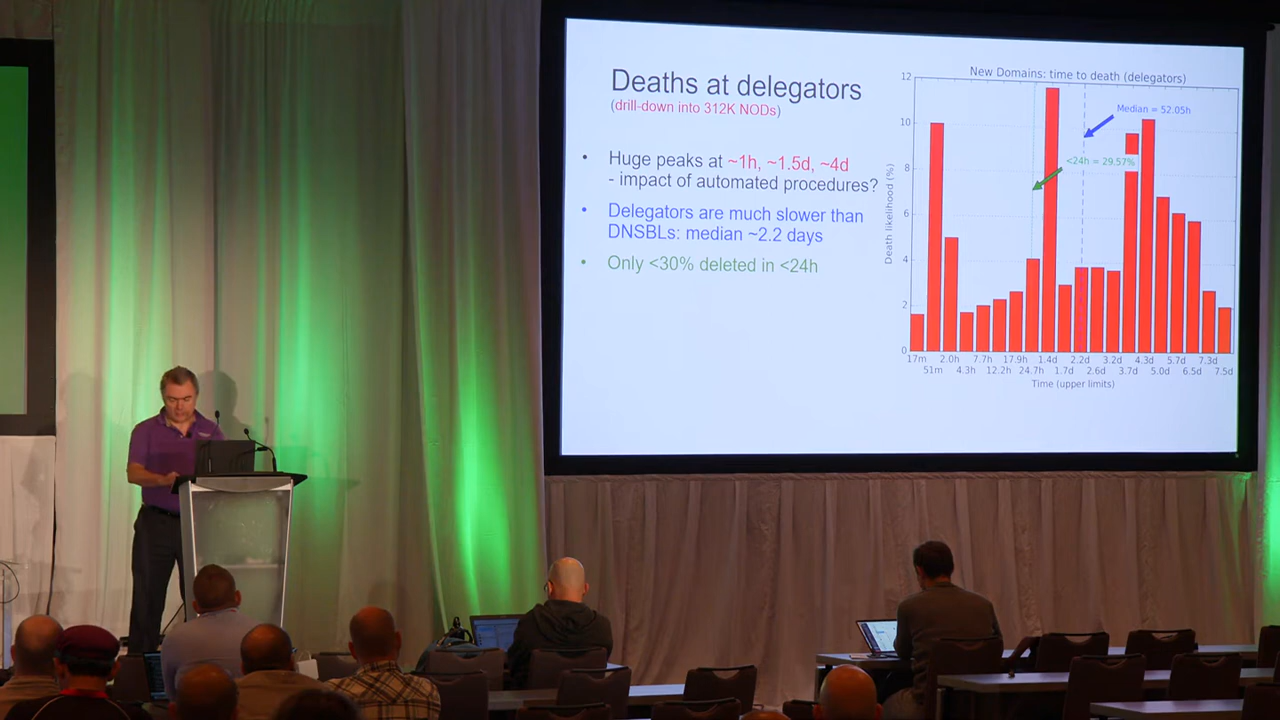 Deaths at delegators
(drill-down into 312K NODs)
• Huge peaks at ~1h, ~1.5d, ~4d
- impact of automated procedures?
• Delegators are much slower than
DNSBLs: median ~2.2 days
• Only <30% deleted in <24h
New Domains: time to death (delegators)
Median = 52.05h
<24h = 29.57%
Death likelihood (%)
12
10
8
6
4
2
0
17m 2.0h 7.7h 17.9h 1.4d 2.2d 3.2d 4.3d 5.7d 7.3d
51m 4.3h 12.2h 24.7h 1.7d 2.6d 3.7d 5.0d 6.5d 7.5d
Time (upper limits)